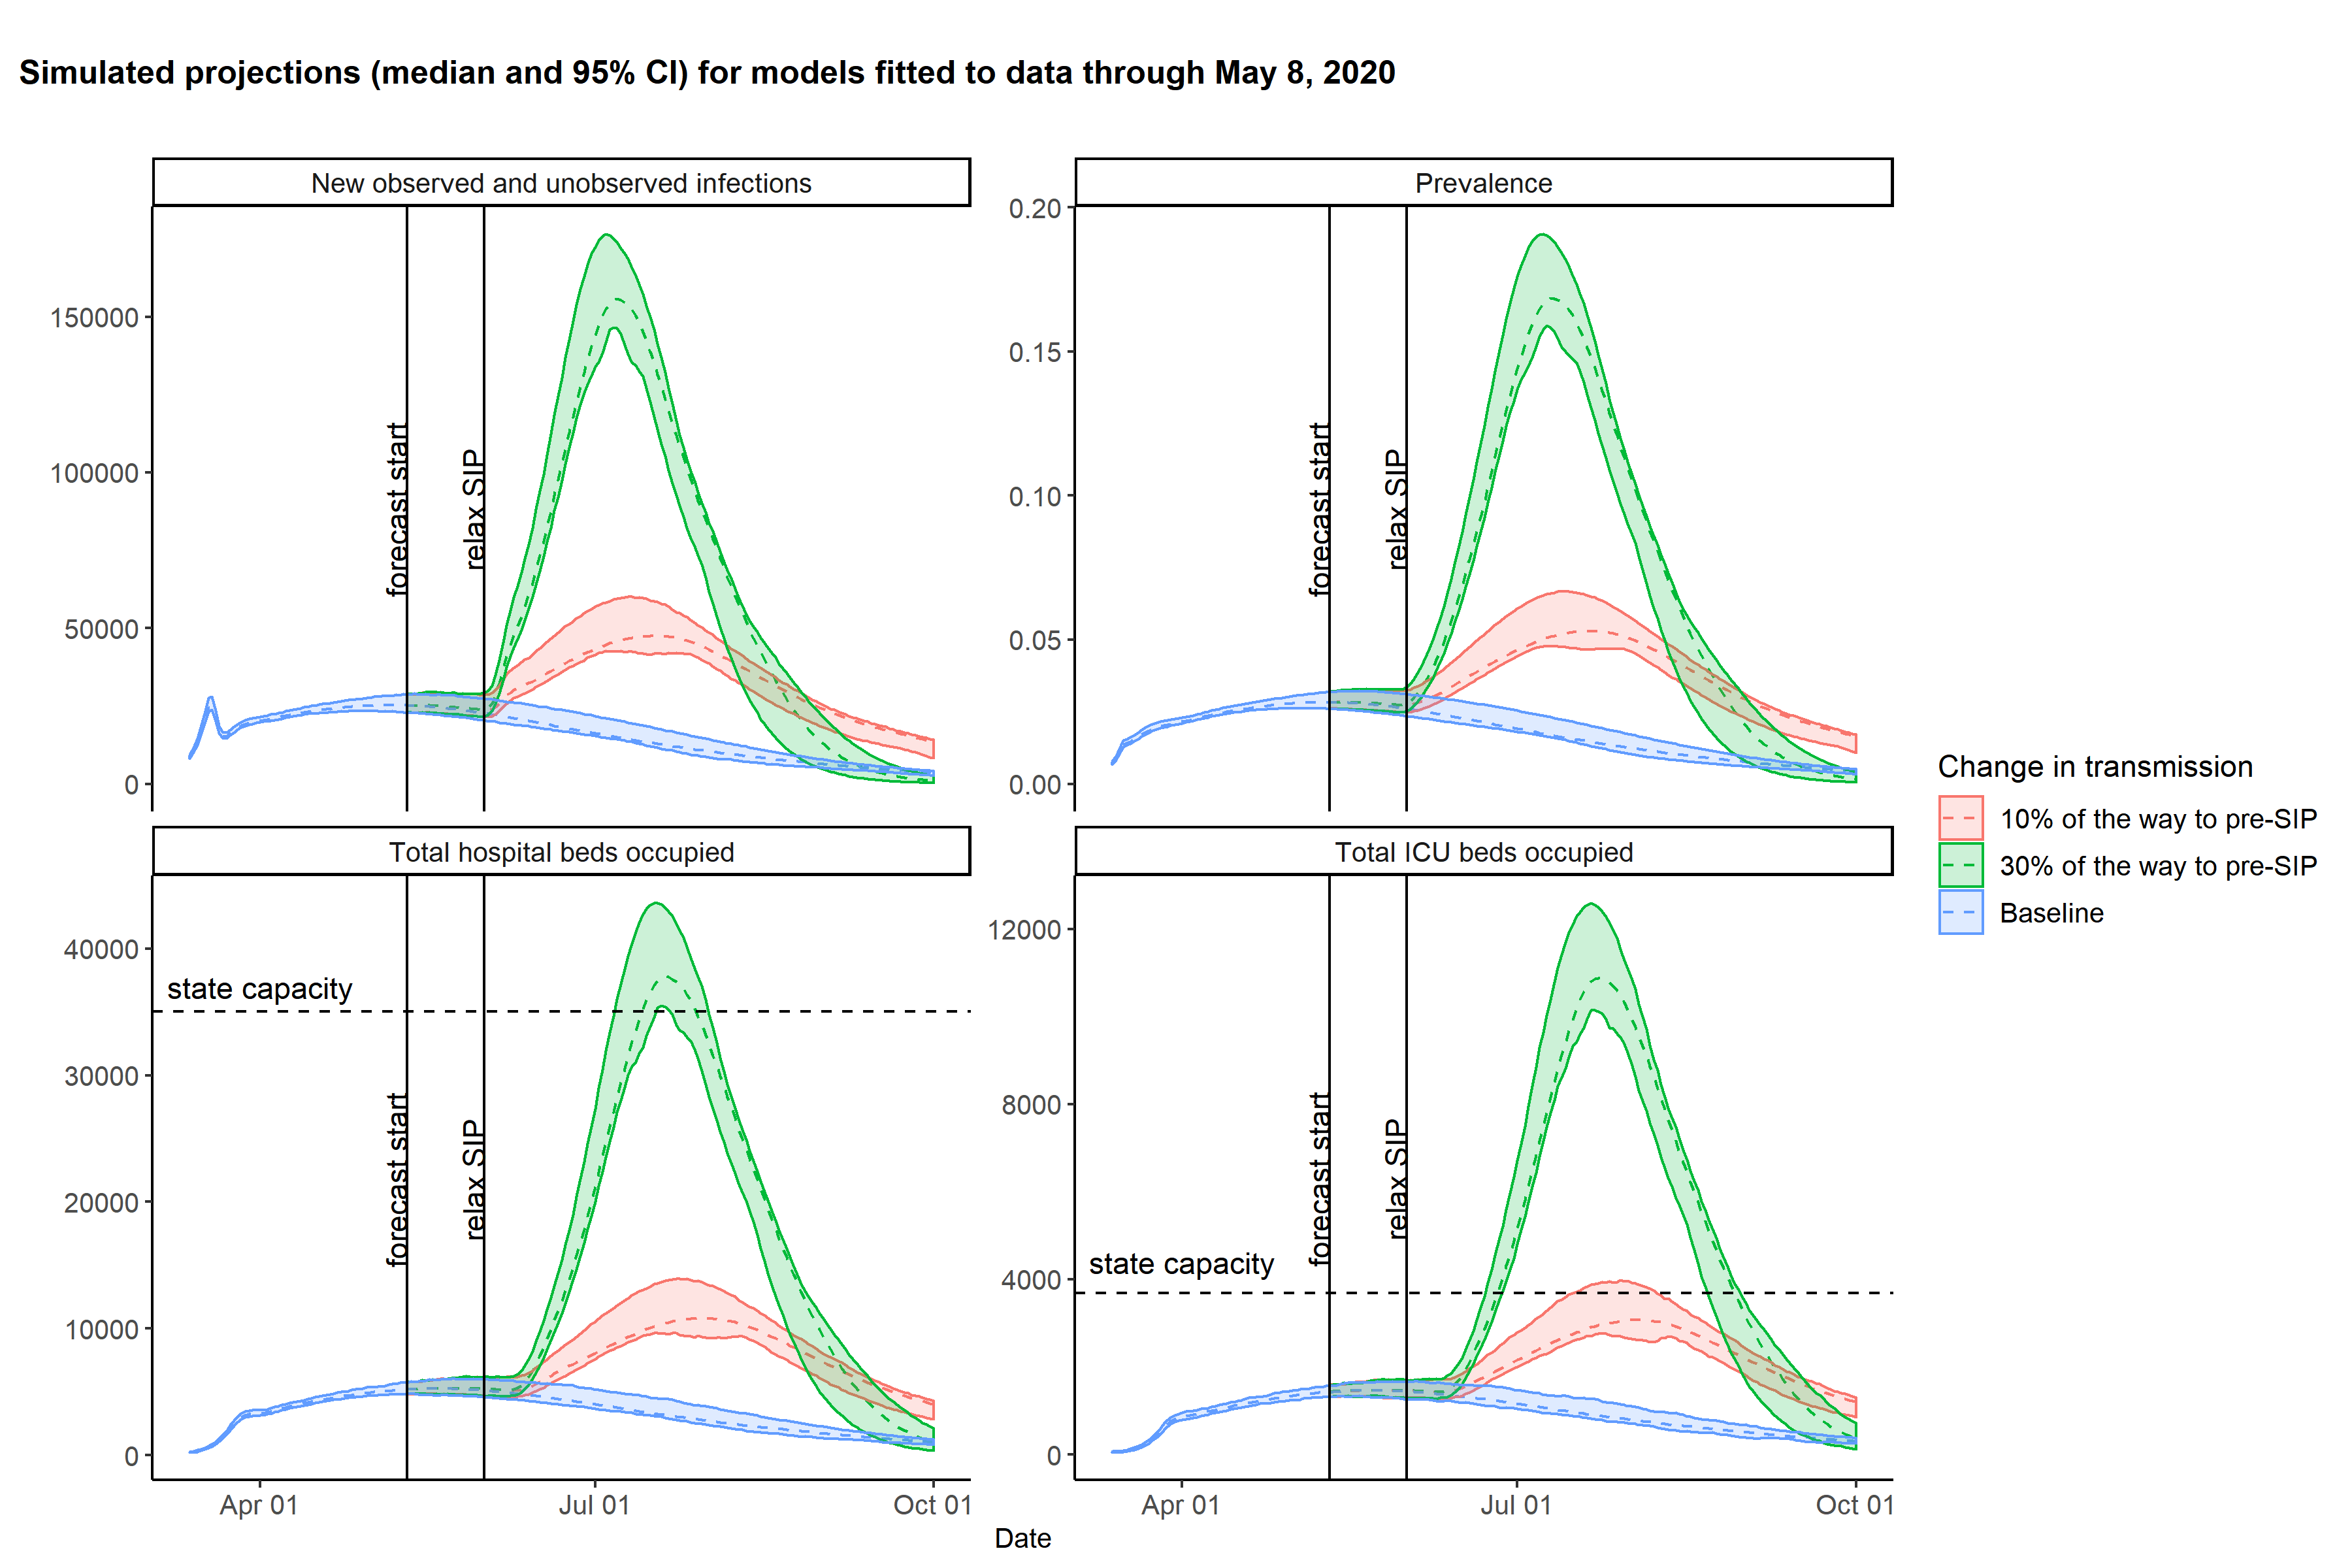 Simulated projections (median and 95% CI) for models fitted to data through May 8, 2020
New observed and unobserved infections
150000
100000
50000
0
forecast start
relax SIP
Prevalence
0.20
0.15
0.10
0.05
0.00
forecast start
relax SIP
Total hospital beds occupied
40000
30000
20000
10000
0
state capacity
forecast start
relax SIP
Apr 01
Jul 01
Oct 01
Total ICU beds occupied
12000
8000
4000
0
state capacity
forecast start
relax SIP
Apr 01
Jul 01
Oct 01
Date
Change in transmission
10% of the way to pre-SIP
30% of the way to pre-SIP
Baseline